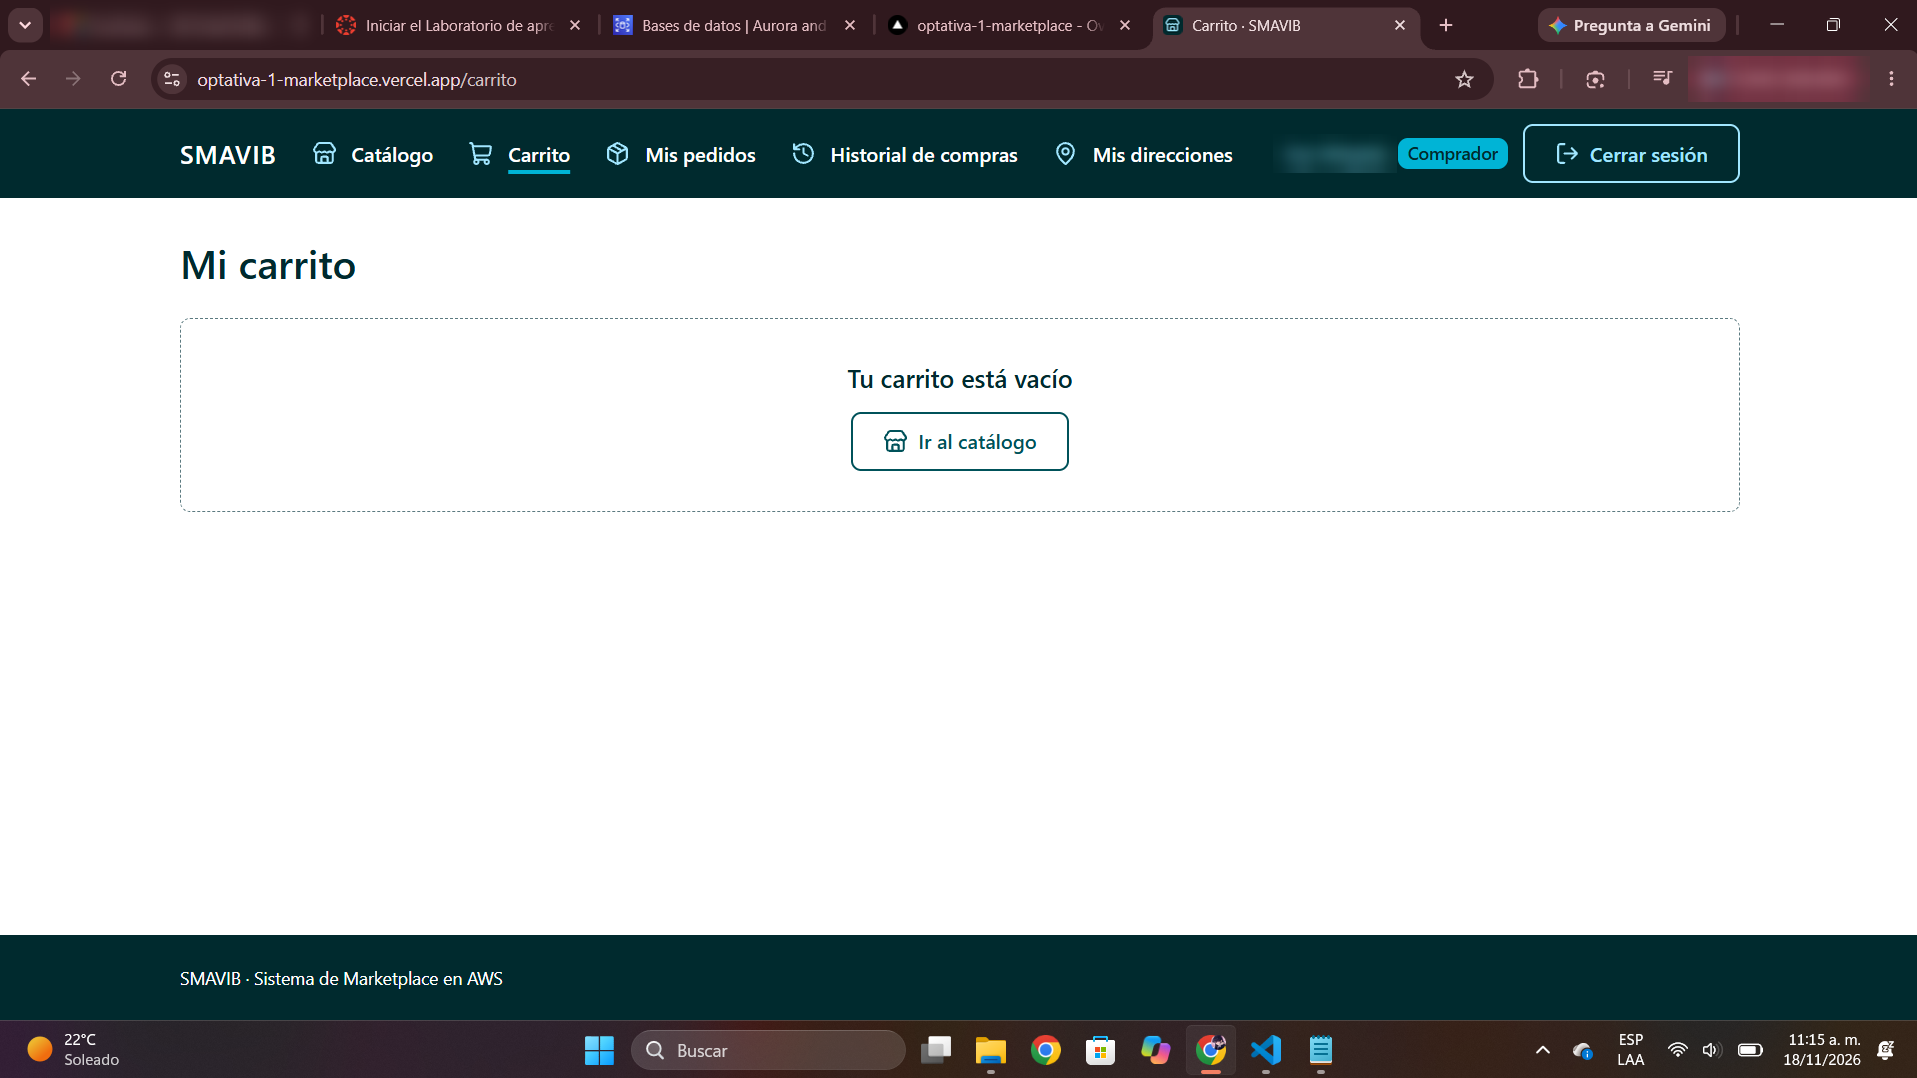 Iniciar el Laboratorio de apre
Bases de datos | Aurora and
optativa-1-marketplace - Ov
Carrito · SMAVIB
Pregunta a Gemini
optativa-1-marketplace.vercel.app/carrito
SMAVIB
Catálogo
Carrito
Mis pedidos
Historial de compras
Mis direcciones
Comprador
Cerrar sesión
Mi carrito
Tu carrito está vacío
Ir al catálogo
SMAVIB · Sistema de Marketplace en AWS
22°C
Soleado
Buscar
ESP
LAA
11:15 a. m.
18/11/2026